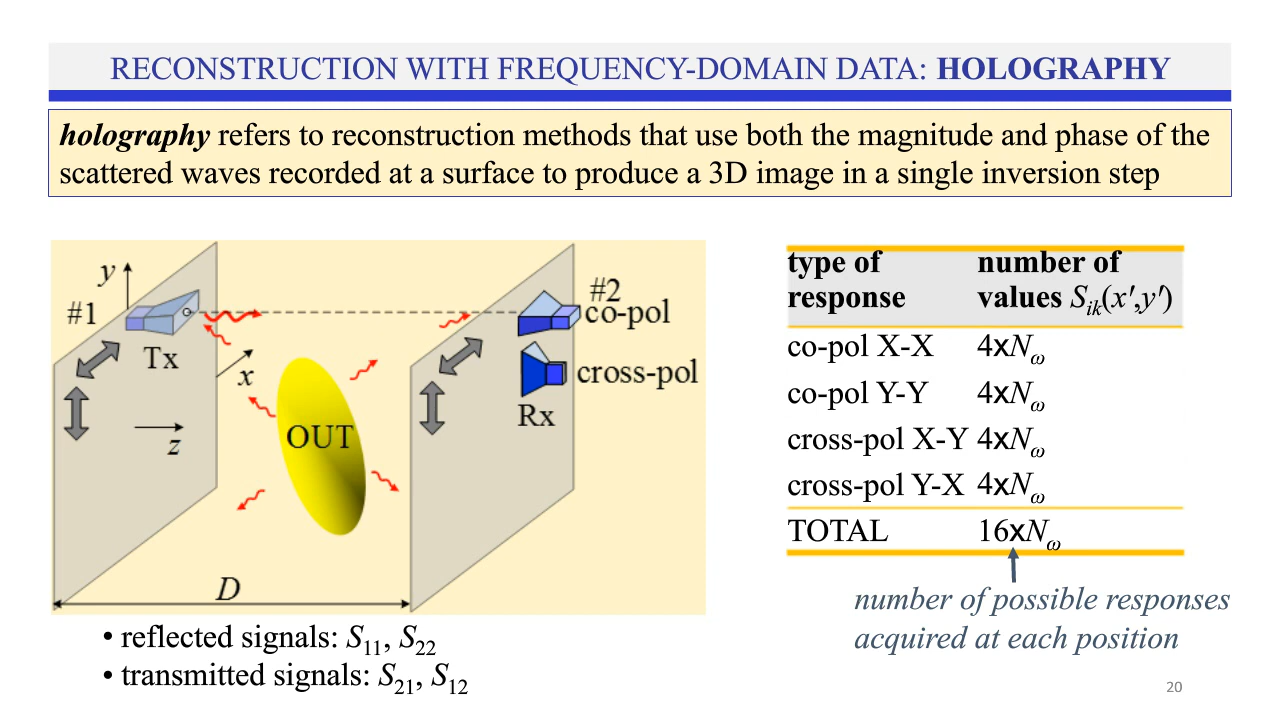 RECONSTRUCTION WITH FREQUENCY-DOMAIN DATA: HOLOGRAPHY
holography refers to reconstruction methods that use both the magnitude and phase of the
scattered waves recorded at a surface to produce a 3D image in a single inversion step
y
#1
Tx
x
z
OUT
D
#2
co-pol
cross-pol
Rx
• reflected signals: S11, S22
• transmitted signals: S21, S12
type of response
number of values Sik(x′,y′)
co-pol X-X 4xNω
co-pol Y-Y 4xNω
cross-pol X-Y 4xNω
cross-pol Y-X 4xNω
TOTAL 16xNω
number of possible responses
acquired at each position
20